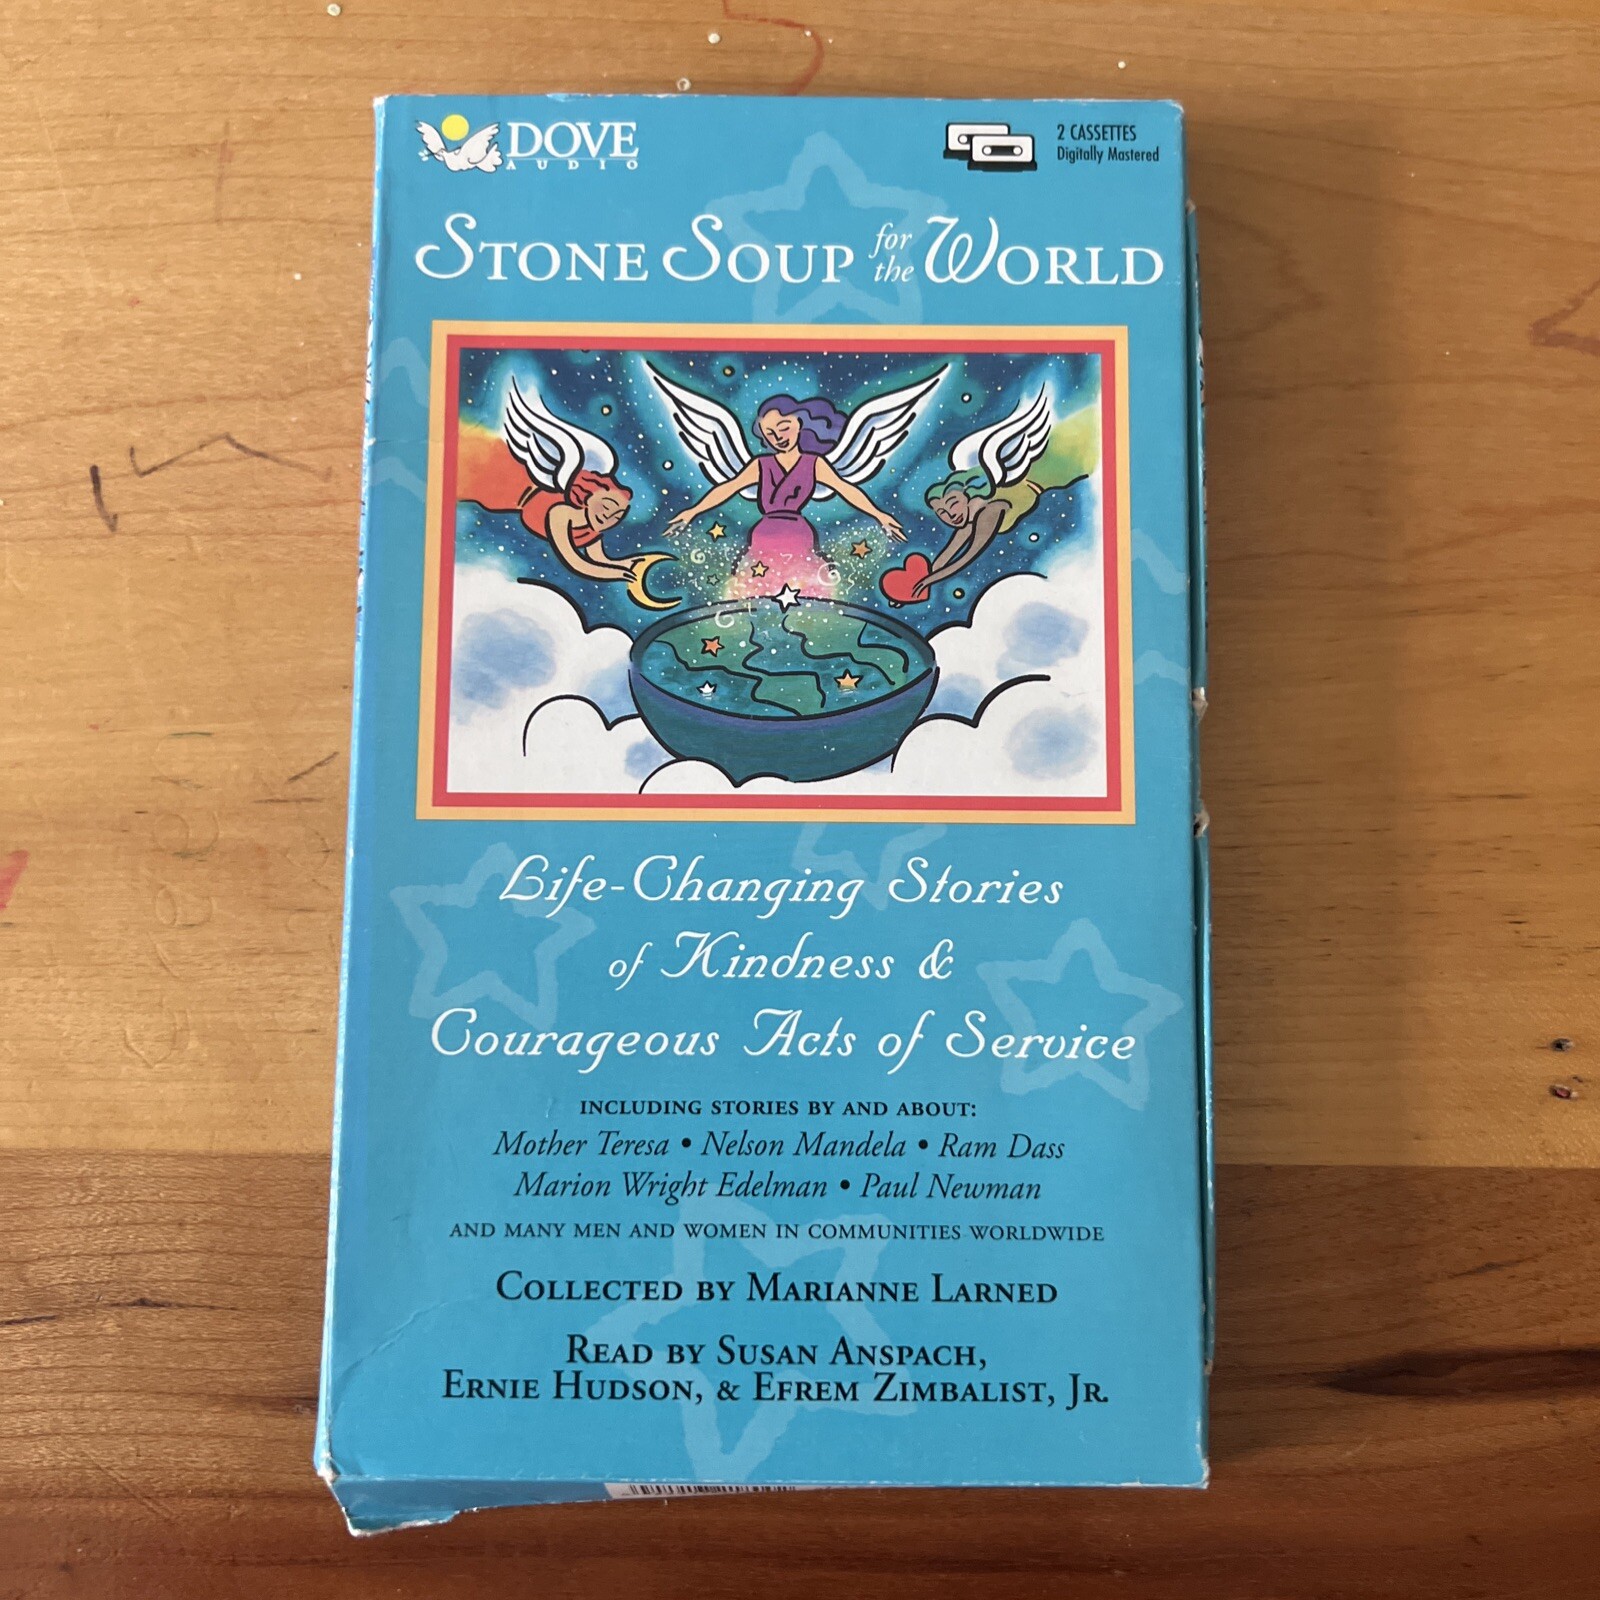 DOVE
AUDIO
2 CASSETTES
Digitally Mastered
STONE SOUP for the WORLD
Life-Changing Stories
of Kindness &
Courageous Acts of Service
INCLUDING STORIES BY AND ABOUT:
Mother Teresa • Nelson Mandela • Ram Dass
Marion Wright Edelman • Paul Newman
AND MANY MEN AND WOMEN IN COMMUNITIES WORLDWIDE
COLLECTED BY MARIANNE LARNED
READ BY SUSAN ANSPACH,
ERNIE HUDSON, & EFREM ZIMBALIST, JR.